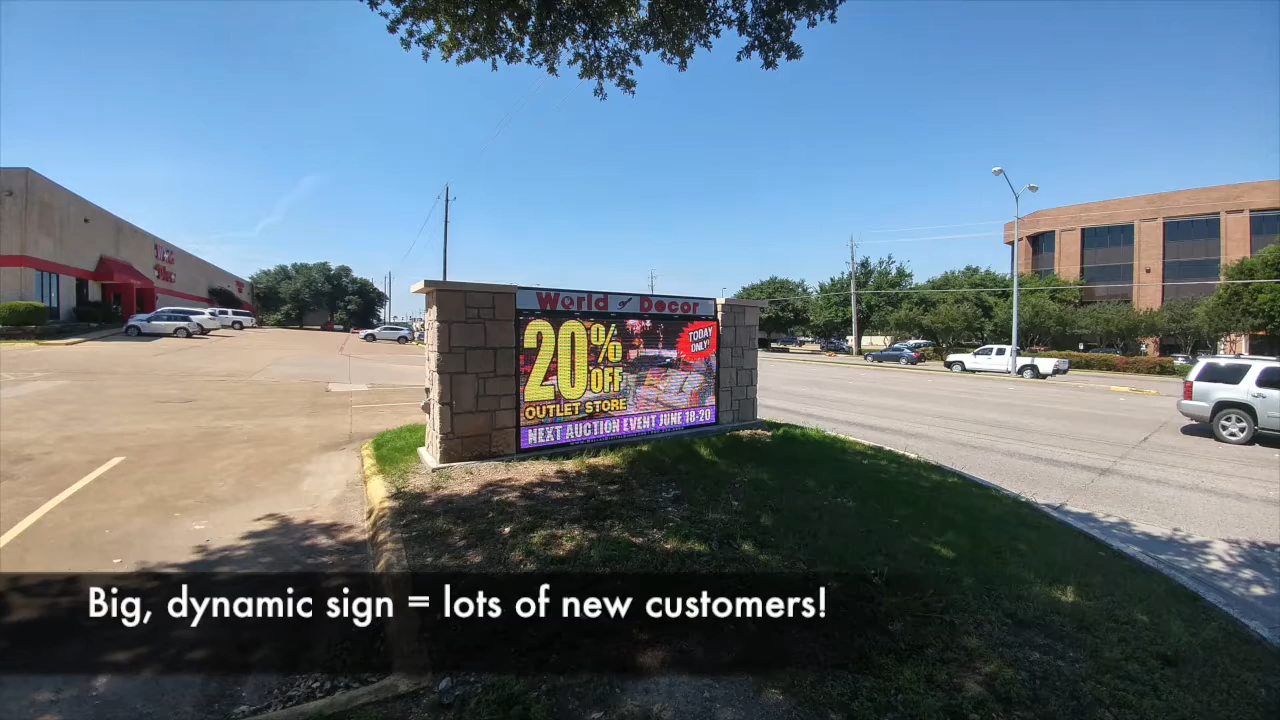 World of Decor
20%
OFF
TODAY
ONLY!
OUTLET STORE
NEXT AUCTION EVENT JUNE 18-20
Big, dynamic sign = lots of new customers!